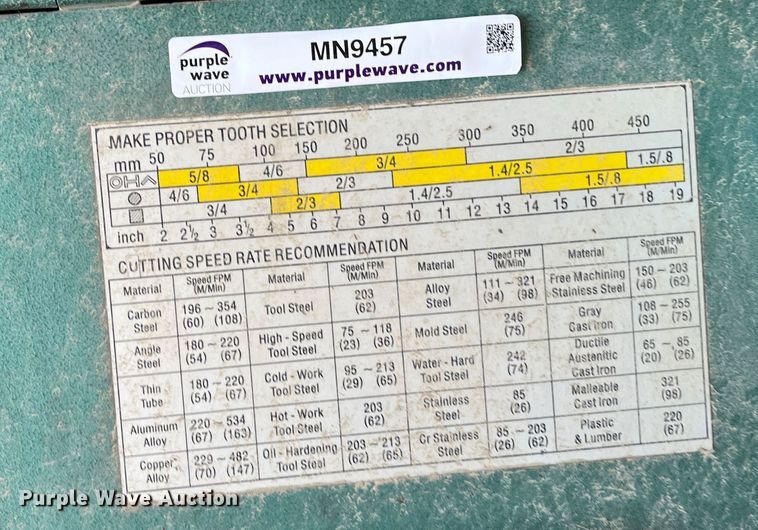 purple
wave
AUCTION
MN9457
www.purplewave.com
MAKE PROPER TOOTH SELECTION
mm 50 75 100 150 200 250 300 350 400 450
5/8 4/6 3/4 2/3 1.5/.8
4/6 3/4 2/3 1.4/2.5
3/4 2/3 1.4/2.5 1.5/.8
inch 2 2 1/2 3 3 1/2 4 5 6 7 8 9 10 11 12 13 14 15 16 17 18 19
CUTTING SPEED RATE RECOMMENDATION
Material Speed FPM (M/Min) Material Speed FPM (M/Min) Material Speed FPM (M/Min) Material Speed FPM (M/Min)
Carbon Steel 196 ~ 354 (60) (108) Tool Steel 203 (62) Alloy Steel 111 ~ 321 (34) (98) Free Machining Stainless Steel 150 ~ 203 (46) (62)
Angle Steel 180 ~ 220 (54) (67) High - Speed Tool Steel 75 ~ 118 (23) (36) Mold Steel 246 (75) Gray Cast Iron 108 ~ 255 (33) (75)
Thin Tube 180 ~ 220 (54) (67) Cold - Work Tool Steel 95 ~ 213 (29) (65) Water - Hard Tool Steel 242 (74) Ductile Austenitic Cast Iron 65 ~ 85 (20) (26)
Aluminum Alloy 220 ~ 534 (67) (163) Hot - Work Tool Steel 203 (62) Stainless Steel 85 (26) Malleable Cast Iron 321 (98)
Copper Alloy 229 ~ 482 (70) (147) Oil - Hardening Tool Steel 203 ~ 213 (62) (65) Cr Stainless Steel 85 ~ 203 (26) (62) Plastic & Lumber 220 (67)
Purple Wave Auction